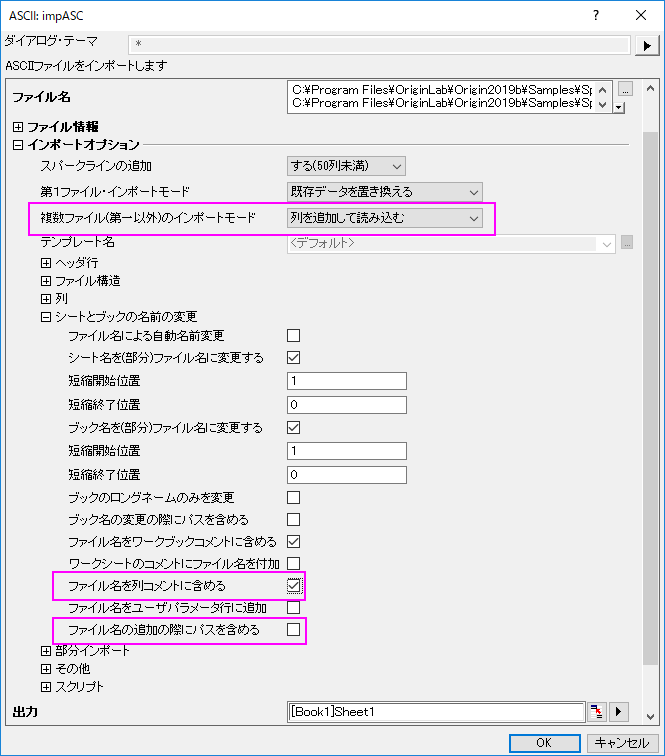 ASCII: impASC
ダイアログ・テーマ *
ASCIIファイルをインポートします
ファイル名 C:¥Program Files¥OriginLab¥Origin2019b¥Samples¥Sp
C:¥Program Files¥OriginLab¥Origin2019b¥Samples¥Sp
ファイル情報
インポートオプション
スパークラインの追加 する(50列未満)
第1ファイル・インポートモード 既存データを置き換える
複数ファイル(第一以外)のインポートモード 列を追加して読み込む
テンプレート名 <デフォルト>
ヘッダ行
ファイル構造
列
シートとブックの名前の変更
ファイル名による自動名前変更
シート名を(部分)ファイル名に変更する
短縮開始位置 1
短縮終了位置 0
ブック名を(部分)ファイル名に変更する
短縮開始位置 1
短縮終了位置 0
ブックのロングネームのみを変更
ブック名の変更の際にパスを含める
ファイル名をワークブックコメントに含める
ワークシートのコメントにファイル名を付加
ファイル名を列コメントに含める
ファイル名をユーザパラメータ行に追加
ファイル名の追加の際にパスを含める
部分インポート
その他
スクリプト
出力 [Book1]Sheet1
OK キャンセル